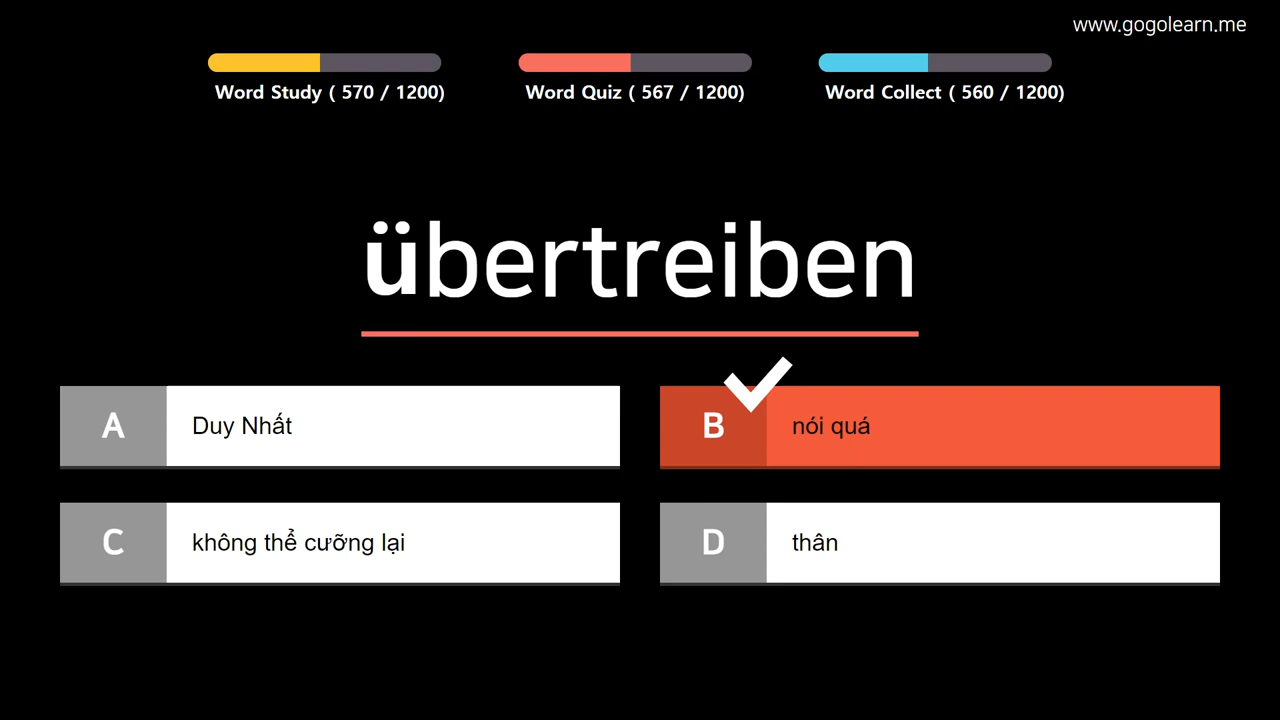 www.gogolearn.me
Word Study ( 570 / 1200)
Word Quiz ( 567 / 1200)
Word Collect ( 560 / 1200)
übertreiben
A
Duy Nhất
B
nói quá
C
không thể cưỡng lại
D
thân